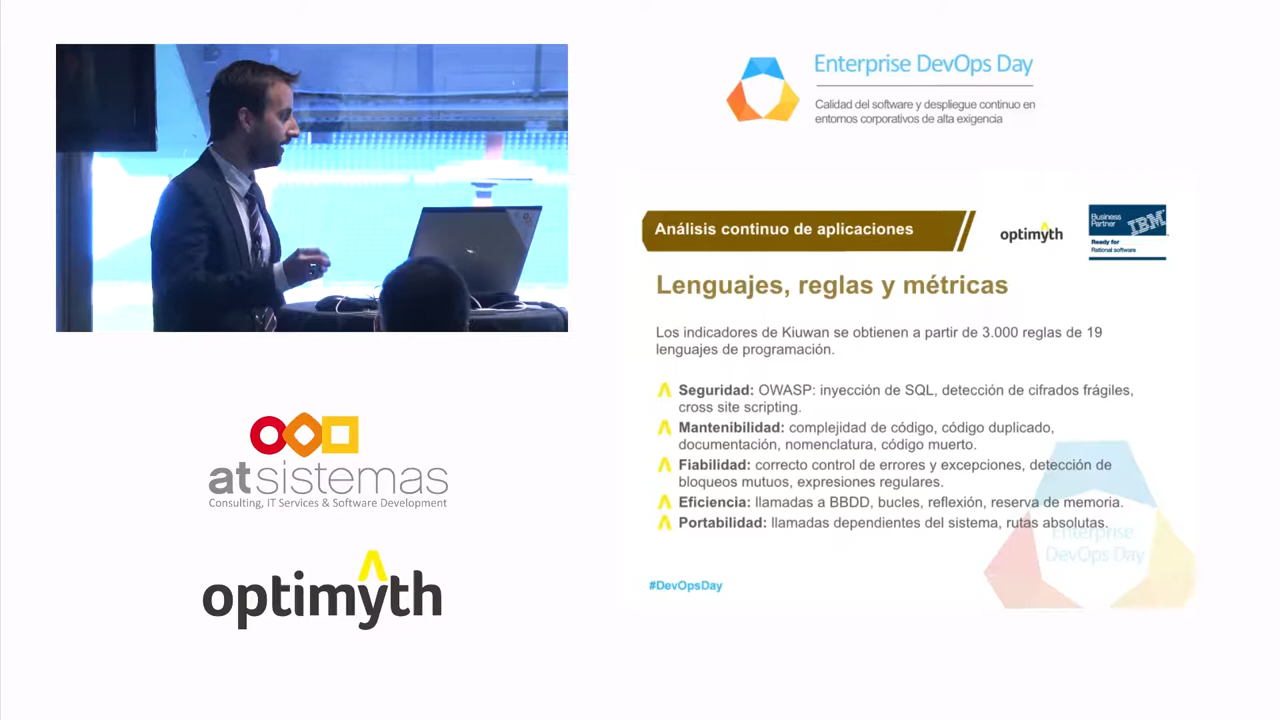 Enterprise DevOps Day
Calidad del software y despliegue continuo en
entornos corporativos de alta exigencia
Análisis continuo de aplicaciones
optimyth
Business
Partner
IBM
Ready for
Rational software
Lenguajes, reglas y métricas
Los indicadores de Kiuwan se obtienen a partir de 3.000 reglas de 19
lenguajes de programación.
Seguridad: OWASP: inyección de SQL, detección de cifrados frágiles,
cross site scripting.
Mantenibilidad: complejidad de código, código duplicado,
documentación, nomenclatura, código muerto.
Fiabilidad: correcto control de errores y excepciones, detección de
bloqueos mutuos, expresiones regulares.
Eficiencia: llamadas a BBDD, bucles, reflexión, reserva de memoria.
Portabilidad: llamadas dependientes del sistema, rutas absolutas.
Enterprise
DevOps Day
#DevOpsDay
atsistemas
Consulting, IT Services & Software Development
optimyth